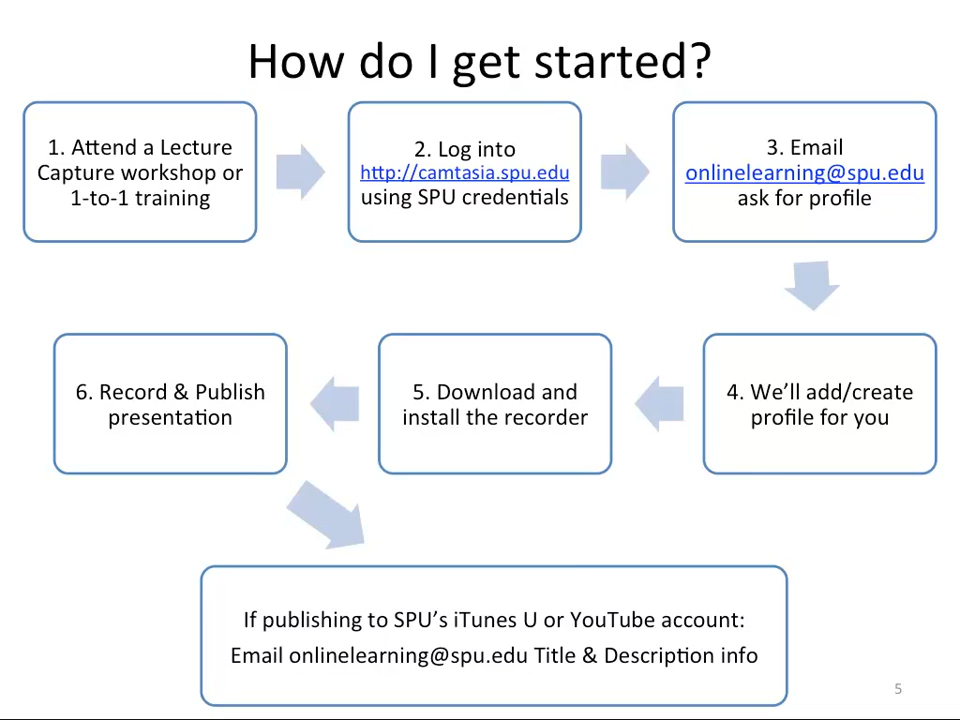 How do I get started?
1. Attend a Lecture
Capture workshop or
1-to-1 training
2. Log into
http://camtasia.spu.edu
using SPU credentials
3. Email
onlinelearning@spu.edu
ask for profile
4. We’ll add/create
profile for you
5. Download and
install the recorder
6. Record & Publish
presentation
If publishing to SPU’s iTunes U or YouTube account:
Email onlinelearning@spu.edu Title & Description info
5